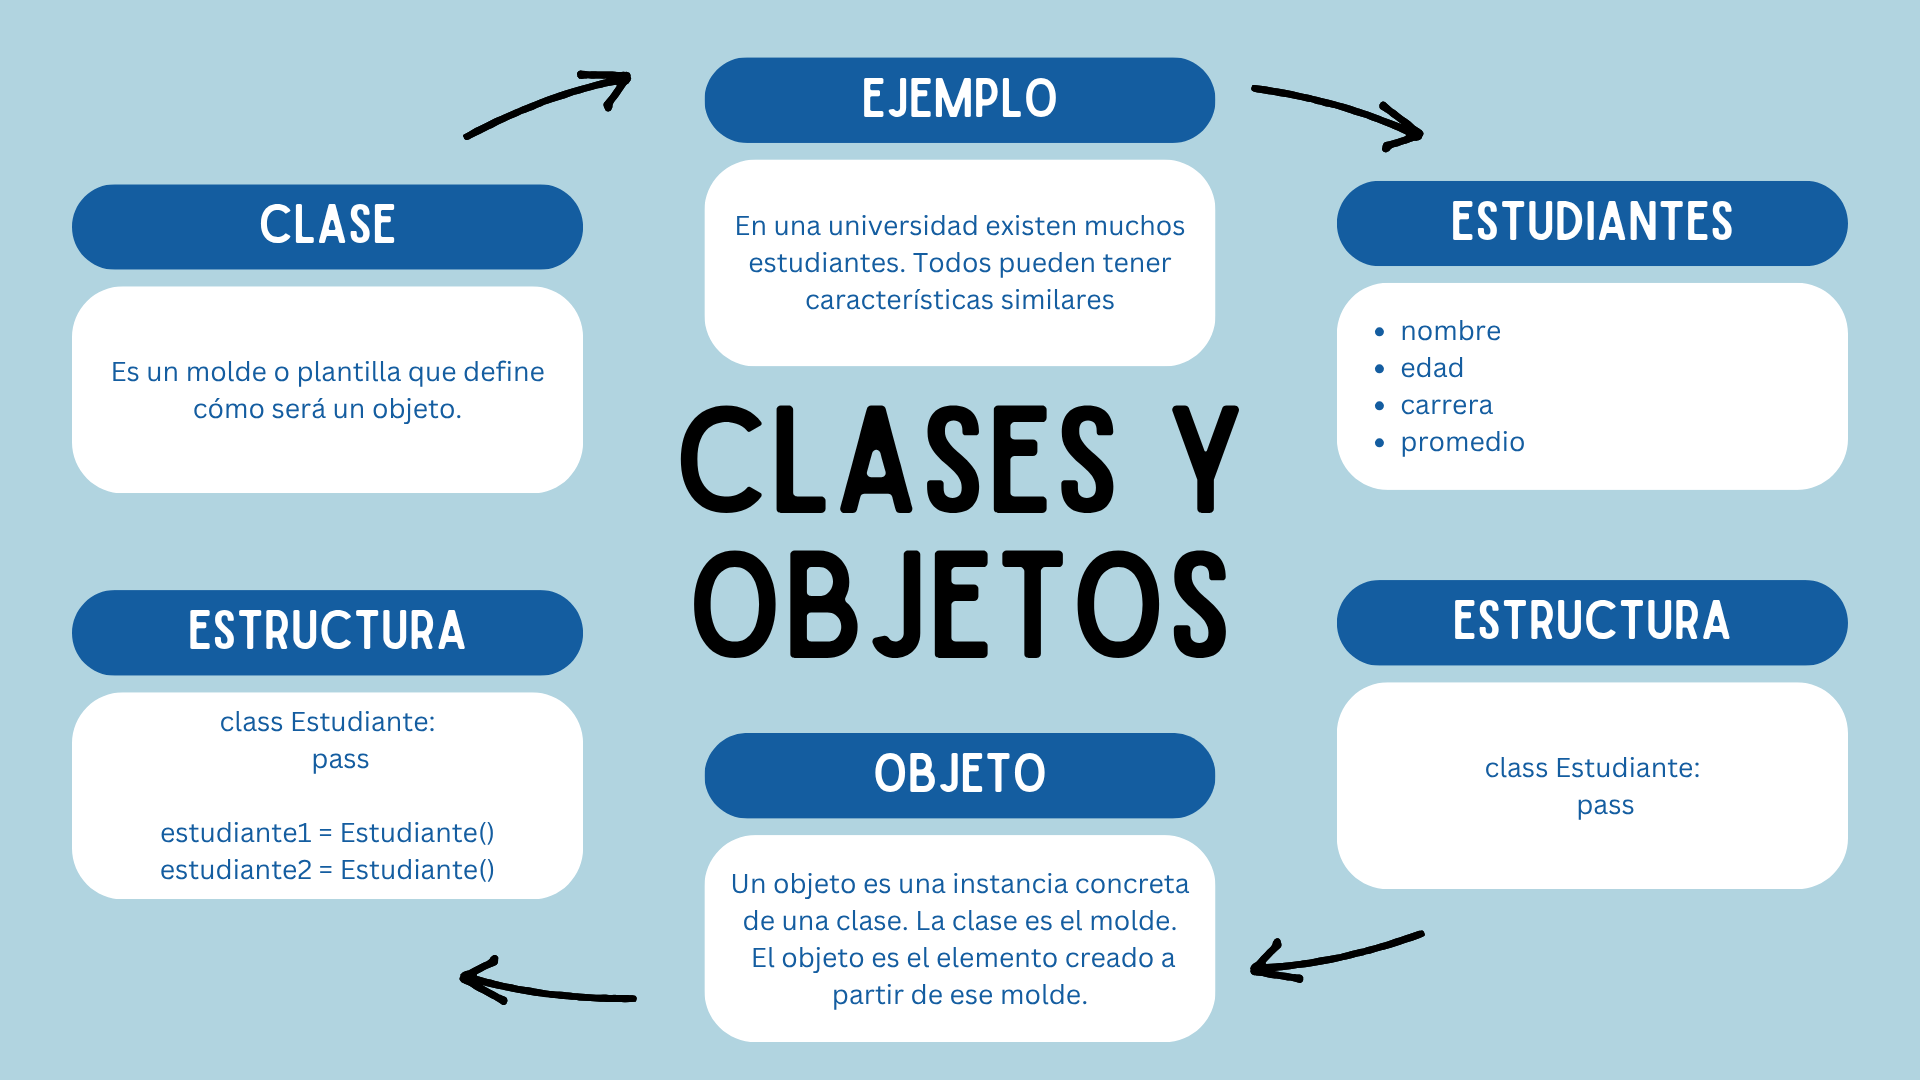 CLASES Y
OBJETOS
CLASE
Es un molde o plantilla que define
cómo será un objeto.
EJEMPLO
En una universidad existen muchos
estudiantes. Todos pueden tener
características similares
ESTUDIANTES
• nombre
• edad
• carrera
• promedio
ESTRUCTURA
class Estudiante:
pass
OBJETO
Un objeto es una instancia concreta
de una clase. La clase es el molde.
El objeto es el elemento creado a
partir de ese molde.
ESTRUCTURA
class Estudiante:
pass
estudiante1 = Estudiante()
estudiante2 = Estudiante()